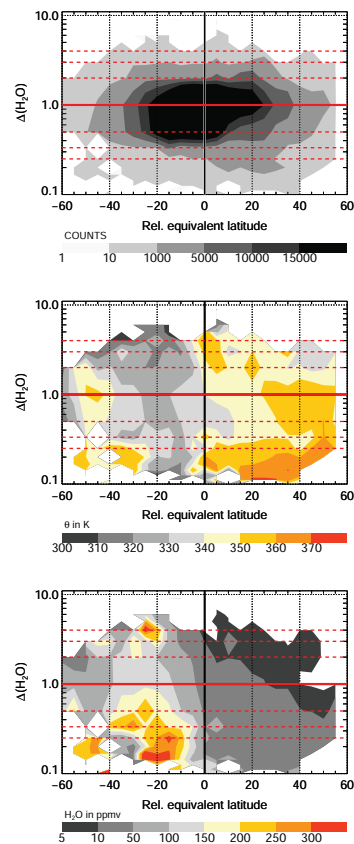 10.0
Δ(H₂O)
1.0
0.1
−60 −40 −20 0 20 40 60
Rel. equivalent latitude
COUNTS
1 10 1000 5000 10000 15000
10.0
Δ(H₂O)
1.0
0.1
−60 −40 −20 0 20 40 60
Rel. equivalent latitude
θ in K
300 310 320 330 340 350 360 370
10.0
Δ(H₂O)
1.0
0.1
−60 −40 −20 0 20 40 60
Rel. equivalent latitude
H₂O in ppmv
5 10 50 100 150 200 250 300